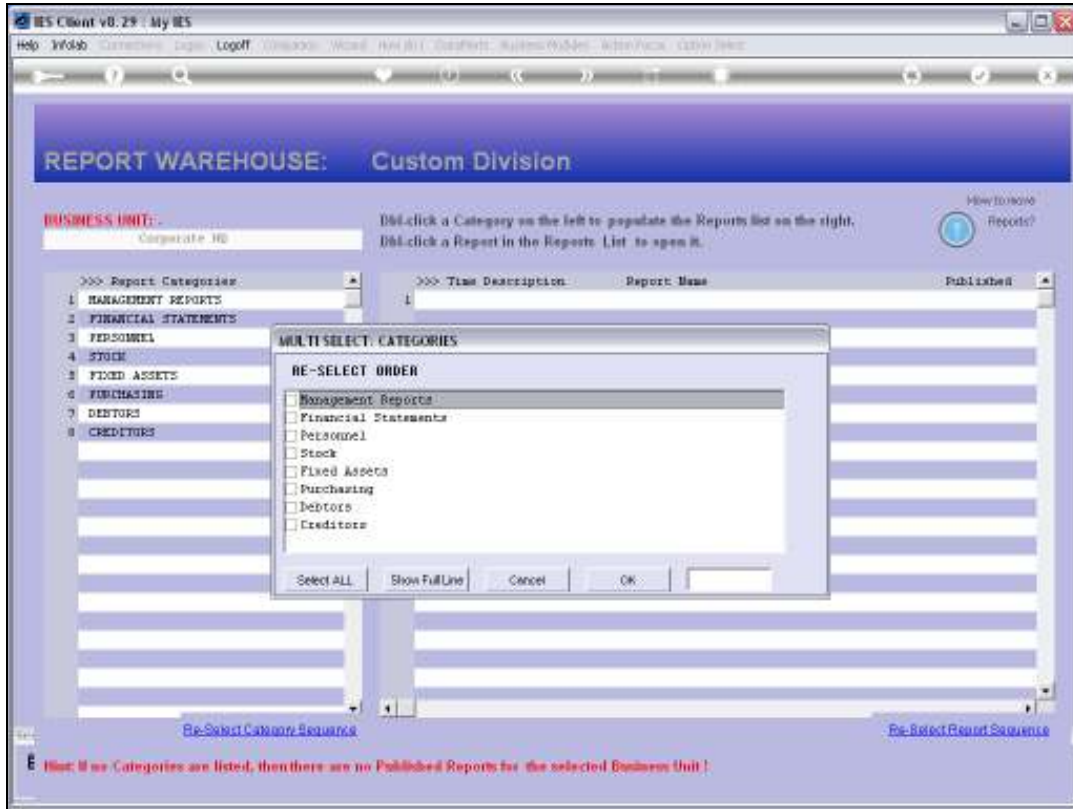 IES Client v8.29 : My IES
Help Infolab Logon Logoff
REPORT WAREHOUSE: Custom Division
How to move
Reports?
BUSINESS UNIT: .
Corporate HQ
Dbl-click a Category on the left to populate the Reports list on the right.
Dbl-click a Report in the Reports List to open it.
>>> Report Categories
>>> Time Description Report Name Published
1 MANAGEMENT REPORTS
1
2 FINANCIAL STATEMENTS
3 PERSONNEL
4 STOCK
5 FIXED ASSETS
6 PURCHASING
7 DEBTORS
8 CREDITORS
MULTI SELECT: CATEGORIES
RE-SELECT ORDER
Management Reports
Financial Statements
Personnel
Stock
Fixed Assets
Purchasing
Debtors
Creditors
Select ALL Show Full Line Cancel OK
Re-Select Category Sequence
Re-Select Report Sequence
Hint: If no Categories are listed, then there are no Published Reports for the selected Business Unit !